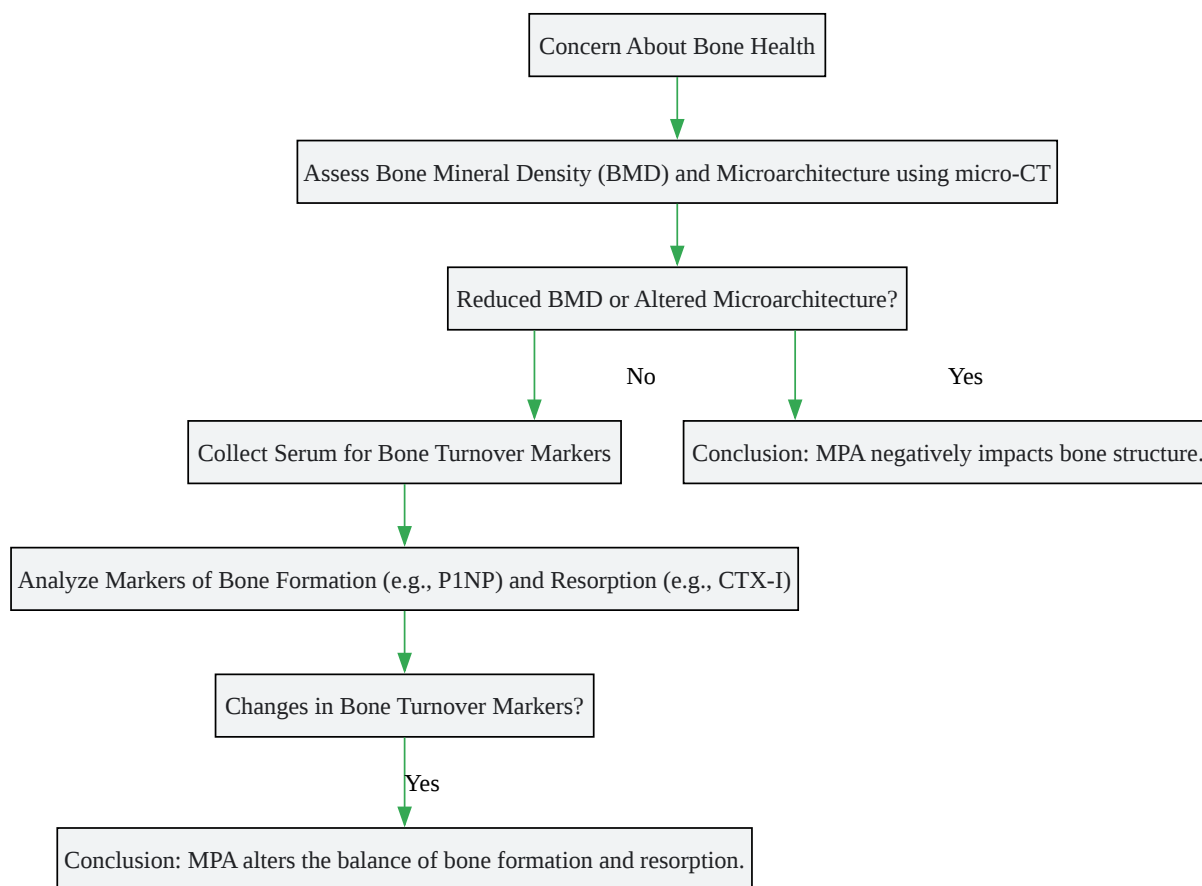 Concern About Bone Health
Assess Bone Mineral Density (BMD) and Microarchitecture using micro-CT
Reduced BMD or Altered Microarchitecture?
No
Yes
Collect Serum for Bone Turnover Markers
Conclusion: MPA negatively impacts bone structure.
Analyze Markers of Bone Formation (e.g., P1NP) and Resorption (e.g., CTX-I)
Changes in Bone Turnover Markers?
Yes
Conclusion: MPA alters the balance of bone formation and resorption.